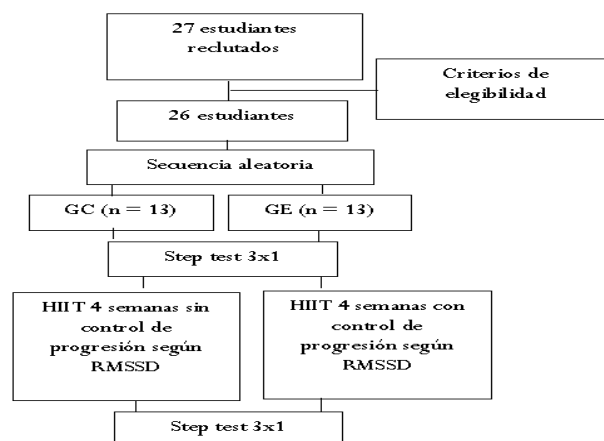 27 estudiantes
reclutados
Criterios de
elegibilidad
26 estudiantes
Secuencia aleatoria
GC (n = 13)
GE (n = 13)
Step test 3x1
HIIT 4 semanas sin
control de
progresión según
RMSSD
HIIT 4 semanas con
control de
progresión según
RMSSD
Step test 3x1